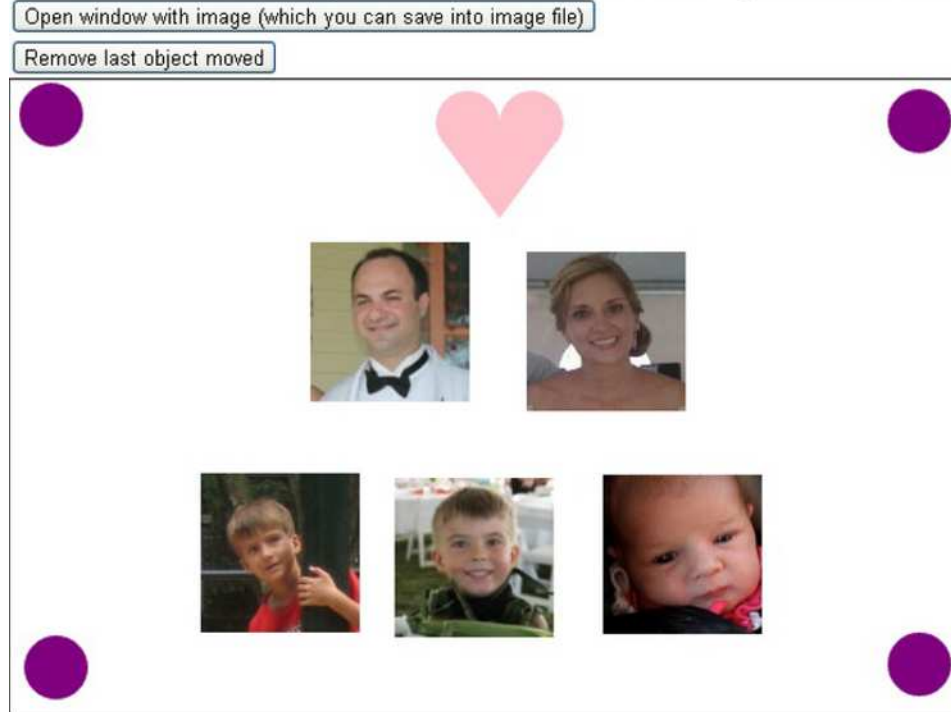 Open window with image (which you can save into image file)
Remove last object moved